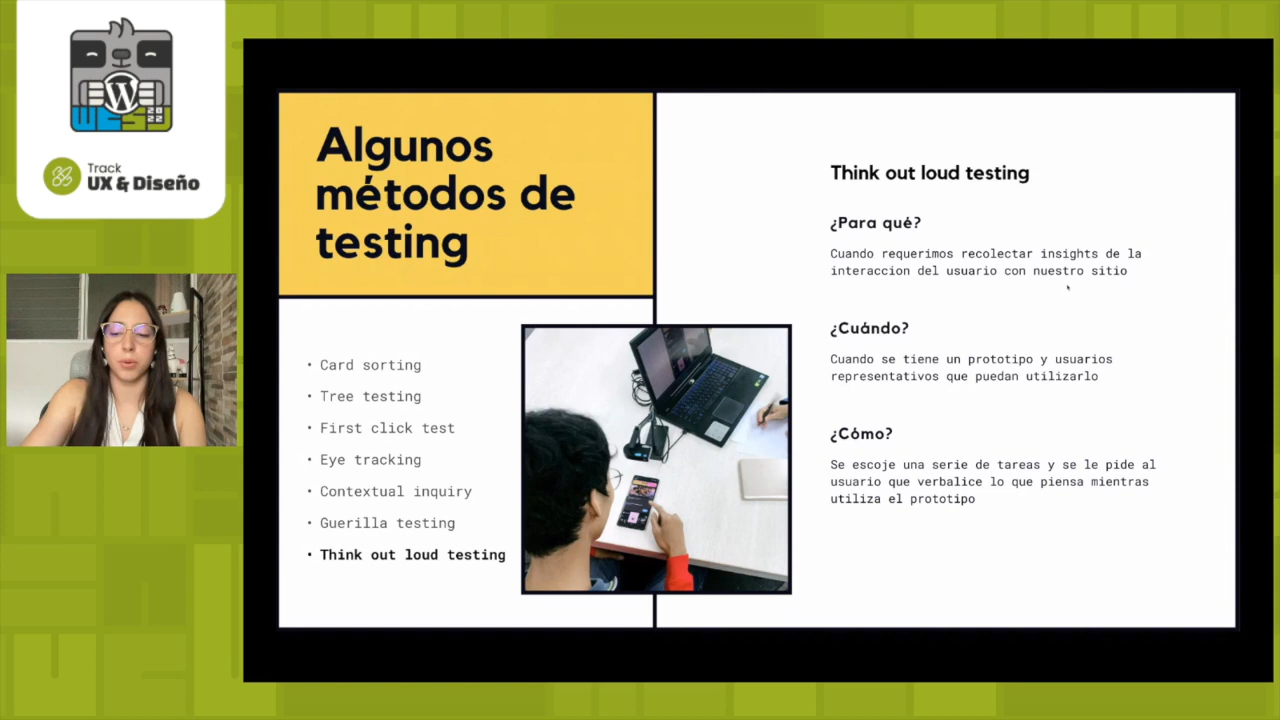 WCSJ
2022
Track
UX & Diseño
Algunos
métodos de
testing
• Card sorting
• Tree testing
• First click test
• Eye tracking
• Contextual inquiry
• Guerilla testing
• Think out loud testing
Think out loud testing
¿Para qué?
Cuando requerimos recolectar insights de la
interaccion del usuario con nuestro sitio
¿Cuándo?
Cuando se tiene un prototipo y usuarios
representativos que puedan utilizarlo
¿Cómo?
Se escoje una serie de tareas y se le pide al
usuario que verbalice lo que piensa mientras
utiliza el prototipo